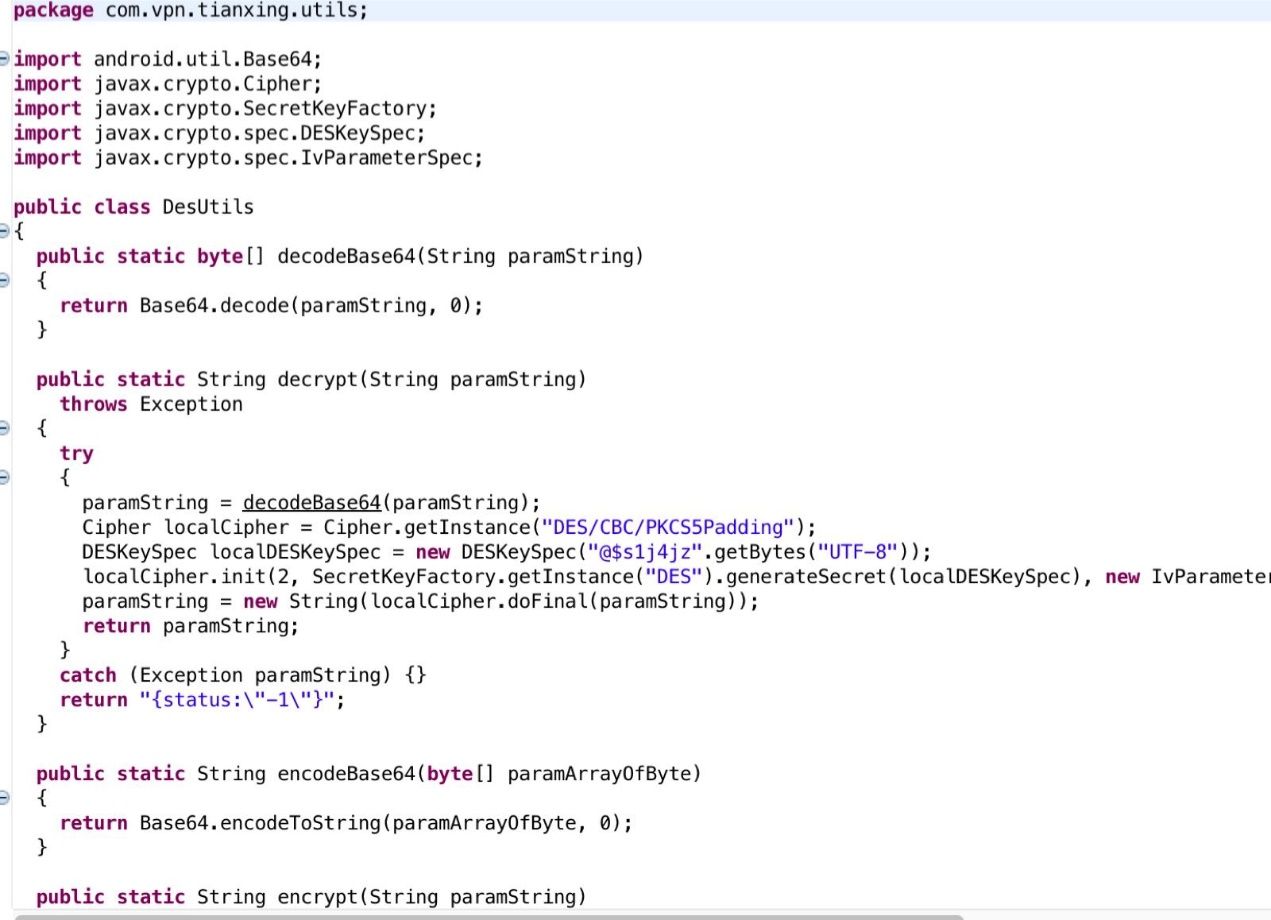 package com.vpn.tianxing.utils;
import android.util.Base64;
import javax.crypto.Cipher;
import javax.crypto.SecretKeyFactory;
import javax.crypto.spec.DESKeySpec;
import javax.crypto.spec.IvParameterSpec;
public class DesUtils
{
public static byte[] decodeBase64(String paramString)
{
return Base64.decode(paramString, 0);
}
public static String decrypt(String paramString)
throws Exception
{
try
{
paramString = decodeBase64(paramString);
Cipher localCipher = Cipher.getInstance("DES/CBC/PKCS5Padding");
DESKeySpec localDESKeySpec = new DESKeySpec("@$s1j4jz".getBytes("UTF-8"));
localCipher.init(2, SecretKeyFactory.getInstance("DES").generateSecret(localDESKeySpec), new IvParameter
paramString = new String(localCipher.doFinal(paramString));
return paramString;
}
catch (Exception paramString) {}
return "{status:\"-1\"}";
}
public static String encodeBase64(byte[] paramArrayOfByte)
{
return Base64.encodeToString(paramArrayOfByte, 0);
}
public static String encrypt(String paramString)